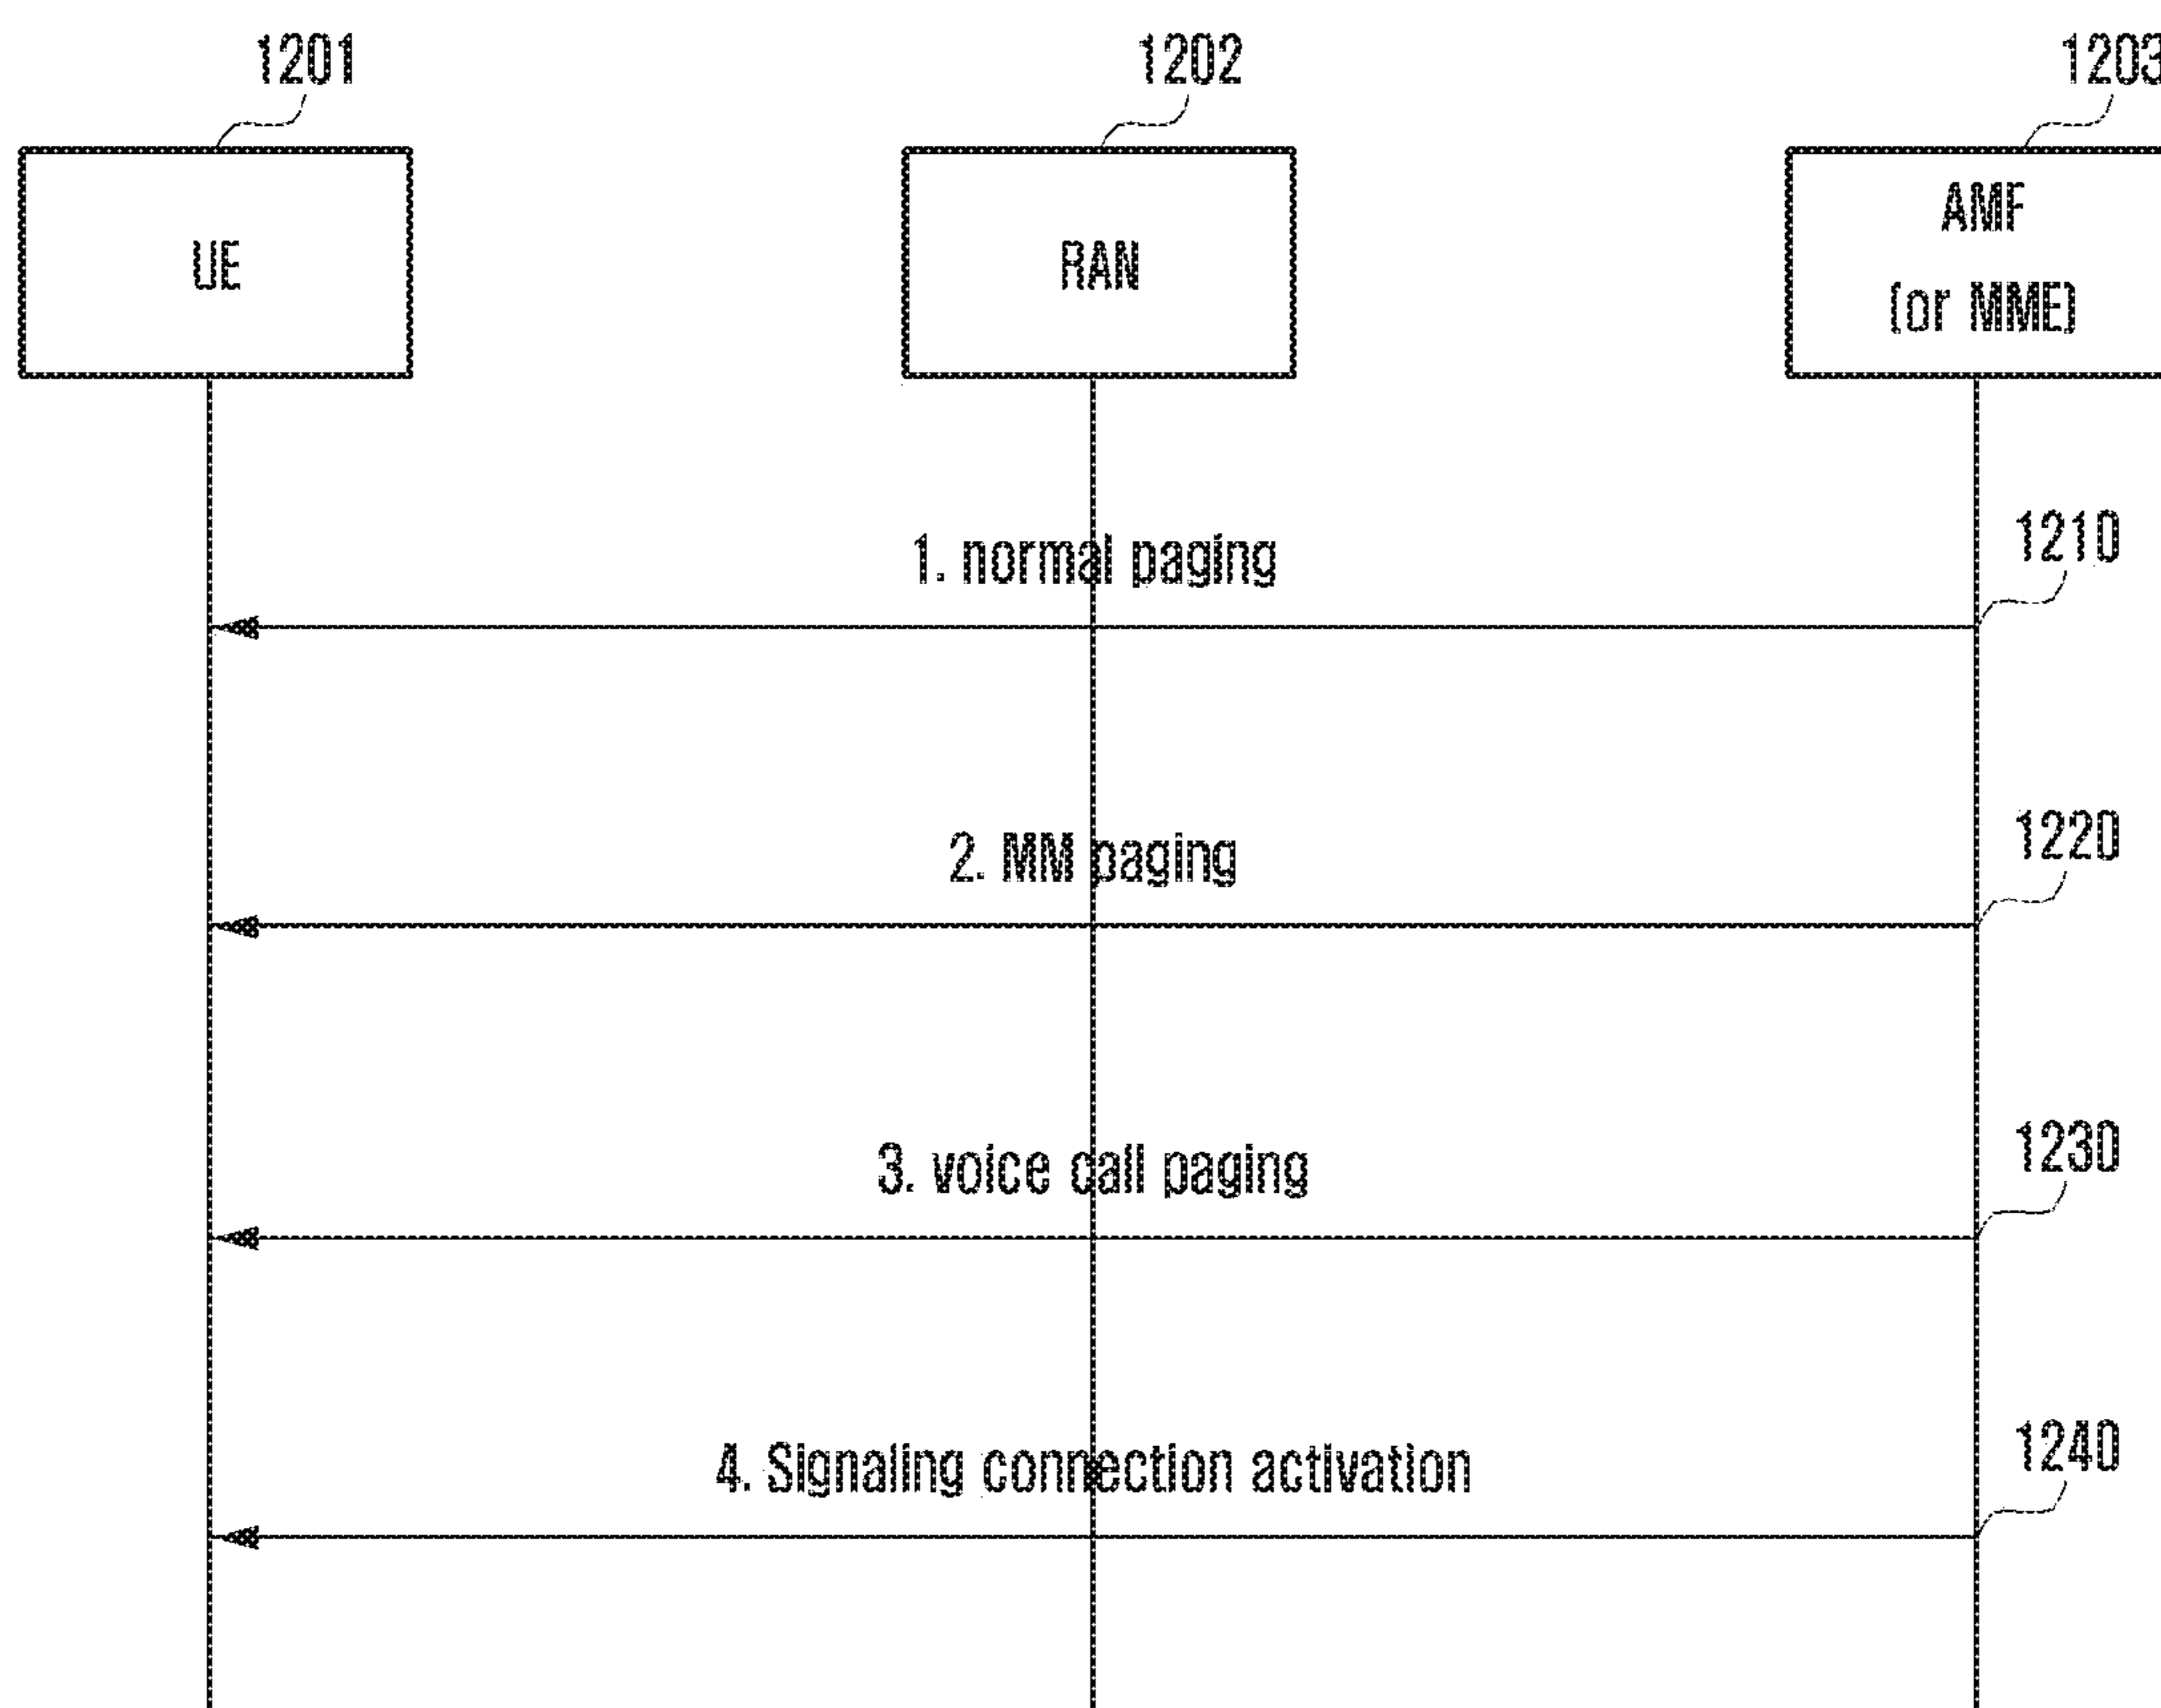 1201
1202
1203
UE
RAN
AMF
(or MME)
1210
1. normal paging
1220
2. MM paging
1230
3. voice call paging
1240
4. Signaling connection activation